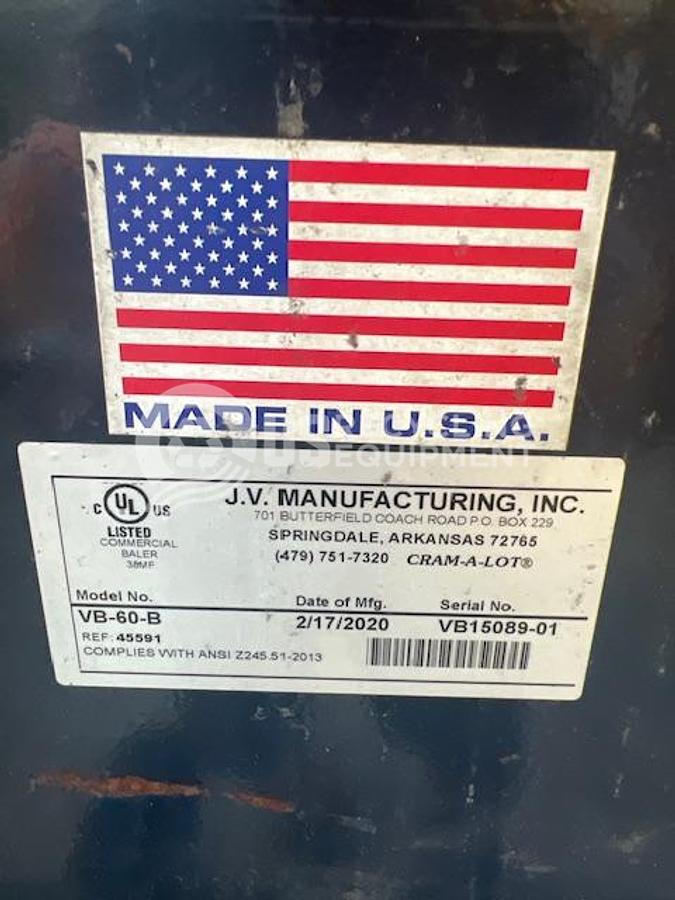 MADE IN U.S.A.
C UL US
LISTED
COMMERCIAL
BALER
38MF
J.V. MANUFACTURING, INC.
701 BUTTERFIELD COACH ROAD P.O. BOX 229
SPRINGDALE, ARKANSAS 72765
(479) 751-7320 CRAM-A-LOT®
Model No. Date of Mfg. Serial No.
VB-60-B 2/17/2020 VB15089-01
REF: 45591
COMPLIES WITH ANSI Z245.51-2013
EQUIPMENT